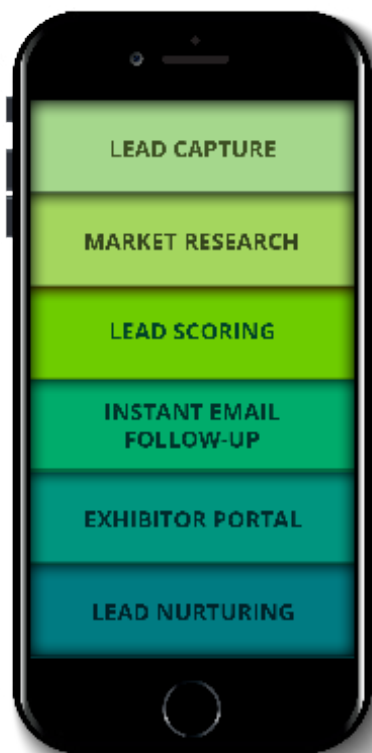 LEAD CAPTURE
MARKET RESEARCH
LEAD SCORING
INSTANT EMAIL
FOLLOW-UP
EXHIBITOR PORTAL
LEAD NURTURING